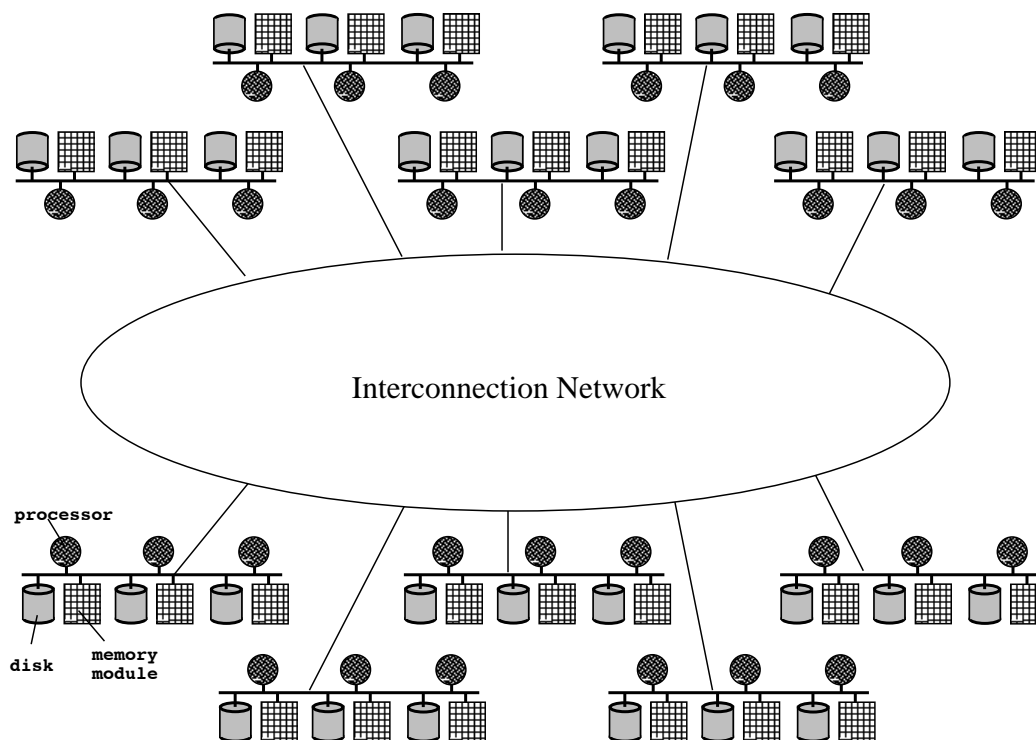 Interconnection Network
processor
disk
memory
module